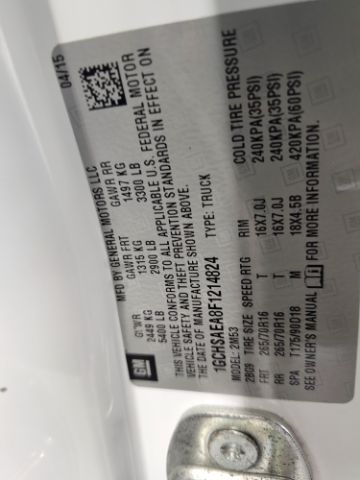 GM
MFD BY GENERAL MOTORS LLC 04/15
GVWR GAWR FRT GAWR RR
2449 KG 1315 KG 1497 KG
5400 LB 2900 LB 3300 LB
THIS VEHICLE CONFORMS TO ALL APPLICABLE U.S. FEDERAL MOTOR
VEHICLE SAFETY AND THEFT PREVENTION STANDARDS IN EFFECT ON
THE DATE OF MANUFACTURE SHOWN ABOVE.
1GCHSAEA8F1214824 TYPE: TRUCK
MODEL: 2M53
2809 TIRE SIZE SPEED RTG RIM COLD TIRE PRESSURE
FRT 265/70R16 T 16X7.0J 240KPA(35PSI)
RR 265/70R16 T 16X7.0J 240KPA(35PSI)
SPA T175/90D18 M 18X4.5B 420KPA(60PSI)
SEE OWNER'S MANUAL FOR MORE INFORMATION